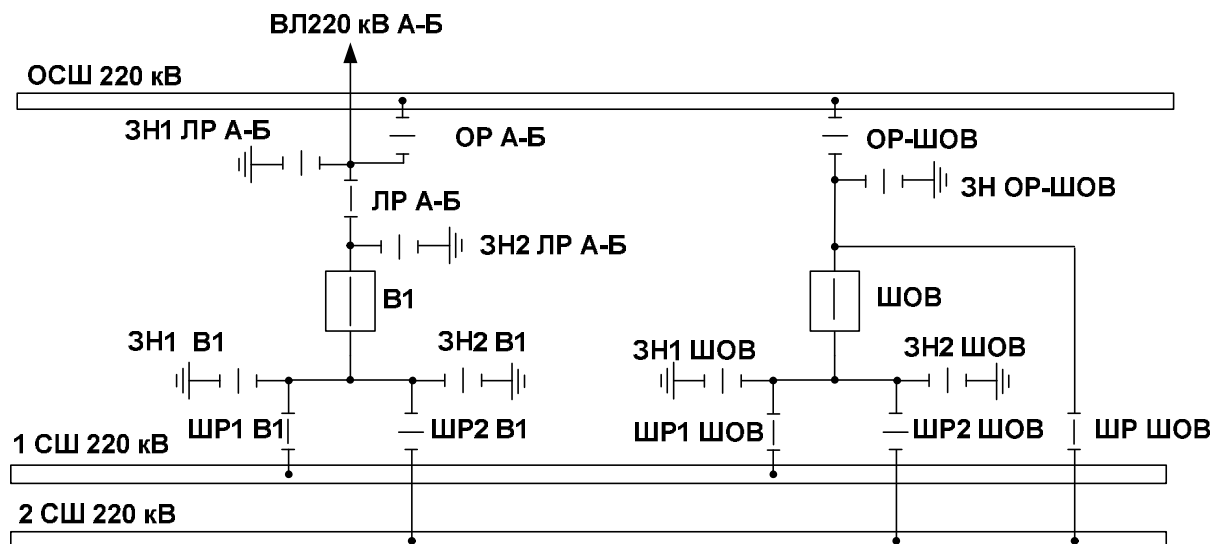 ВЛ220 кВ А-Б
ОСШ 220 кВ
ЗН1 ЛР А-Б
ОР А-Б
ОР-ШОВ
ЛР А-Б
ЗН ОР-ШОВ
ЗН2 ЛР А-Б
В1
ШОВ
ЗН1 В1
ЗН2 В1
ЗН1 ШОВ
ЗН2 ШОВ
ШР1 В1
ШР2 В1
ШР1 ШОВ
ШР2 ШОВ
ШР ШОВ
1 СШ 220 кВ
2 СШ 220 кВ